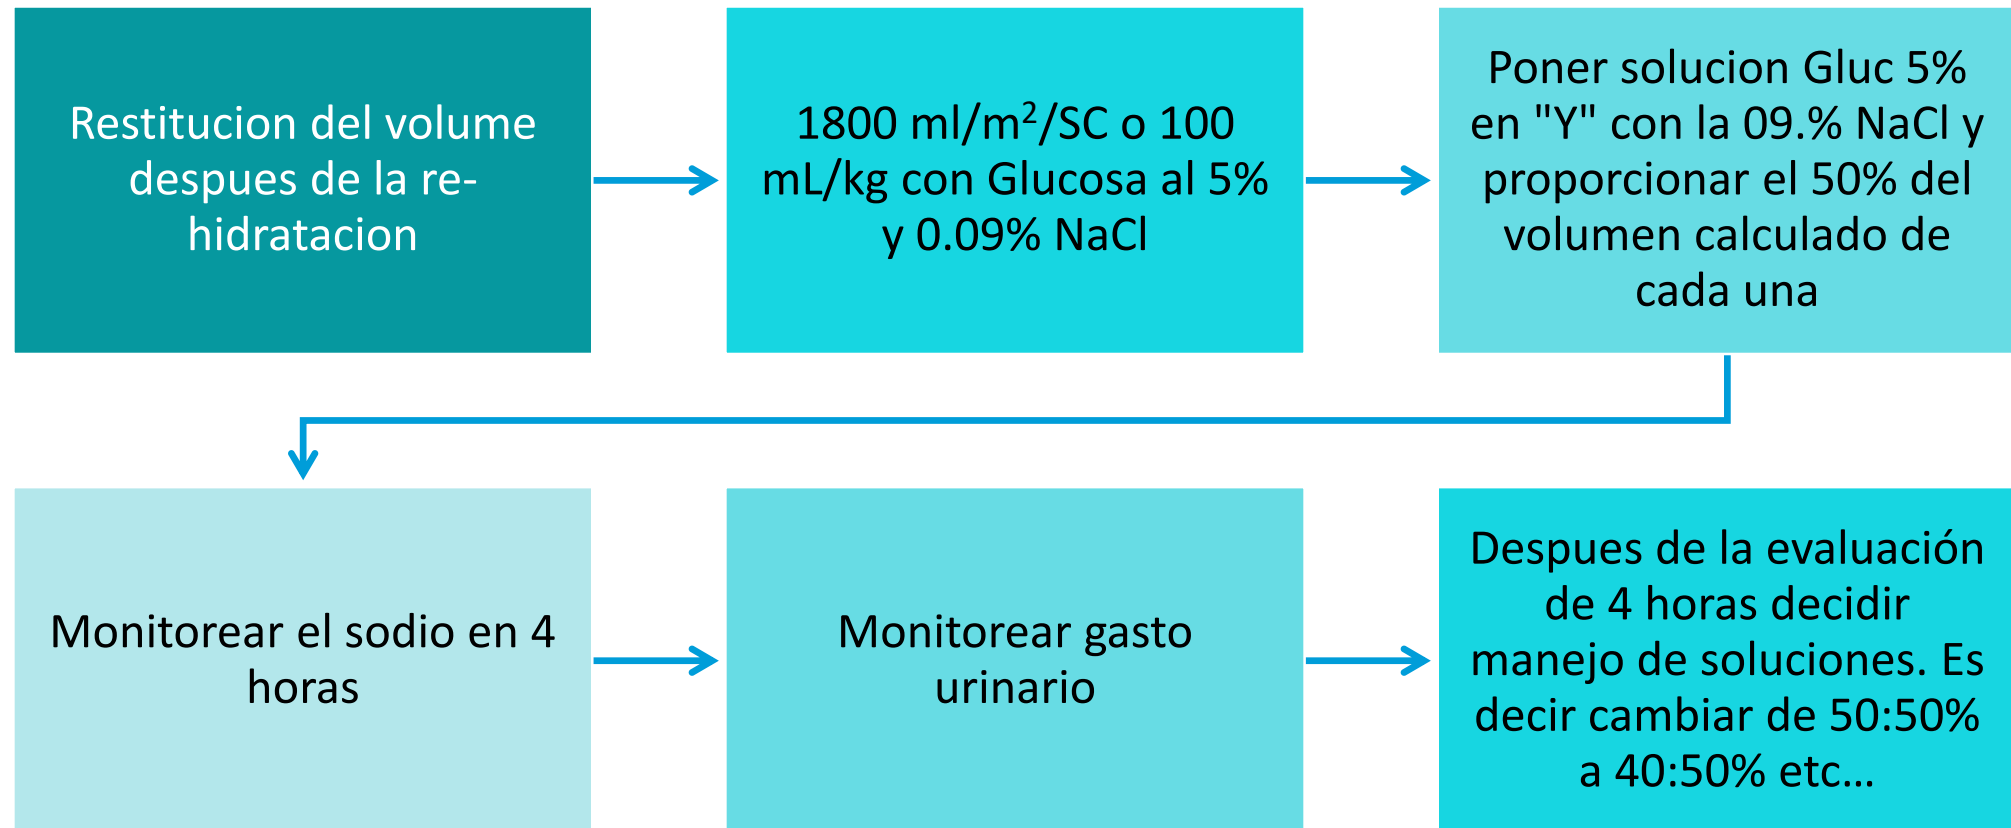 Restitucion del volume
despues de la re-
hidratacion
1800 ml/m²/SC o 100
mL/kg con Glucosa al 5%
y 0.09% NaCl
Poner solucion Gluc 5%
en "Y" con la 09.% NaCl y
proporcionar el 50% del
volumen calculado de
cada una
Monitorear el sodio en 4
horas
Monitorear gasto
urinario
Despues de la evaluación
de 4 horas decidir
manejo de soluciones. Es
decir cambiar de 50:50%
a 40:50% etc…